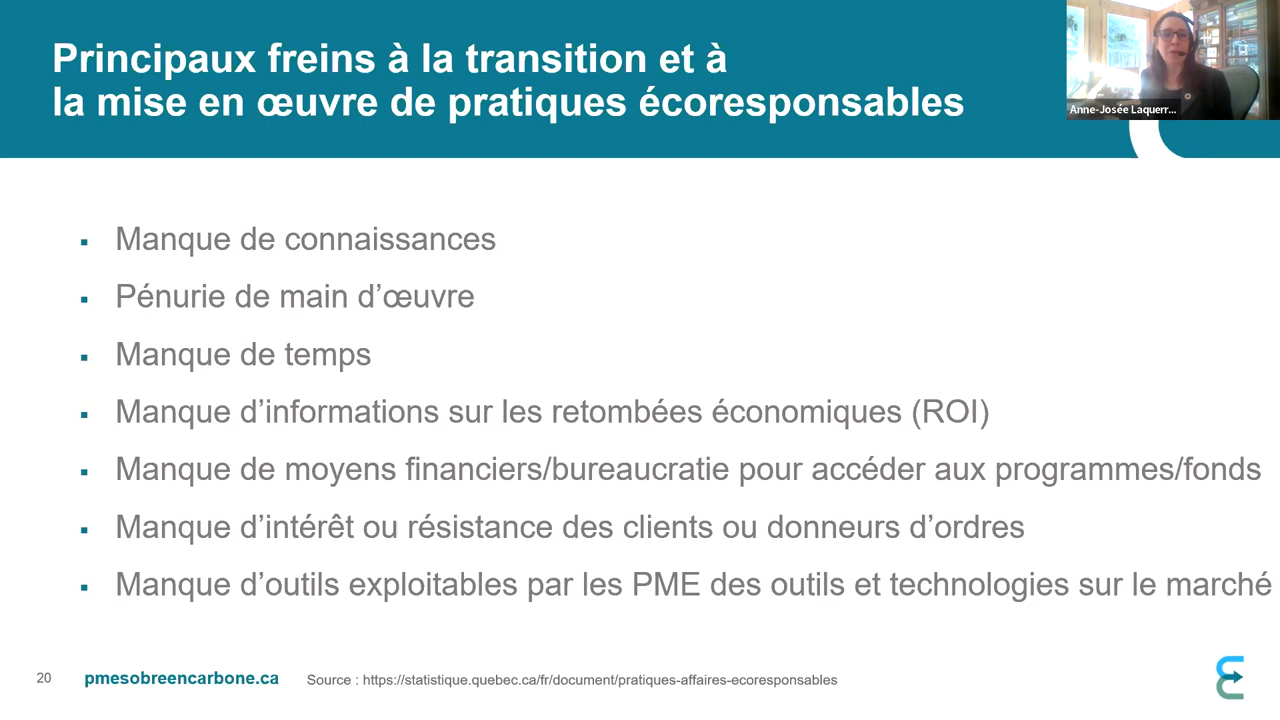 Principaux freins à la transition et à
la mise en œuvre de pratiques écoresponsables
Anne-Josée Laquerr...
▪ Manque de connaissances
▪ Pénurie de main d’œuvre
▪ Manque de temps
▪ Manque d’informations sur les retombées économiques (ROI)
▪ Manque de moyens financiers/bureaucratie pour accéder aux programmes/fonds
▪ Manque d’intérêt ou résistance des clients ou donneurs d’ordres
▪ Manque d’outils exploitables par les PME des outils et technologies sur le marché
20 pmesobreencarbone.ca Source : https://statistique.quebec.ca/fr/document/pratiques-affaires-ecoresponsables